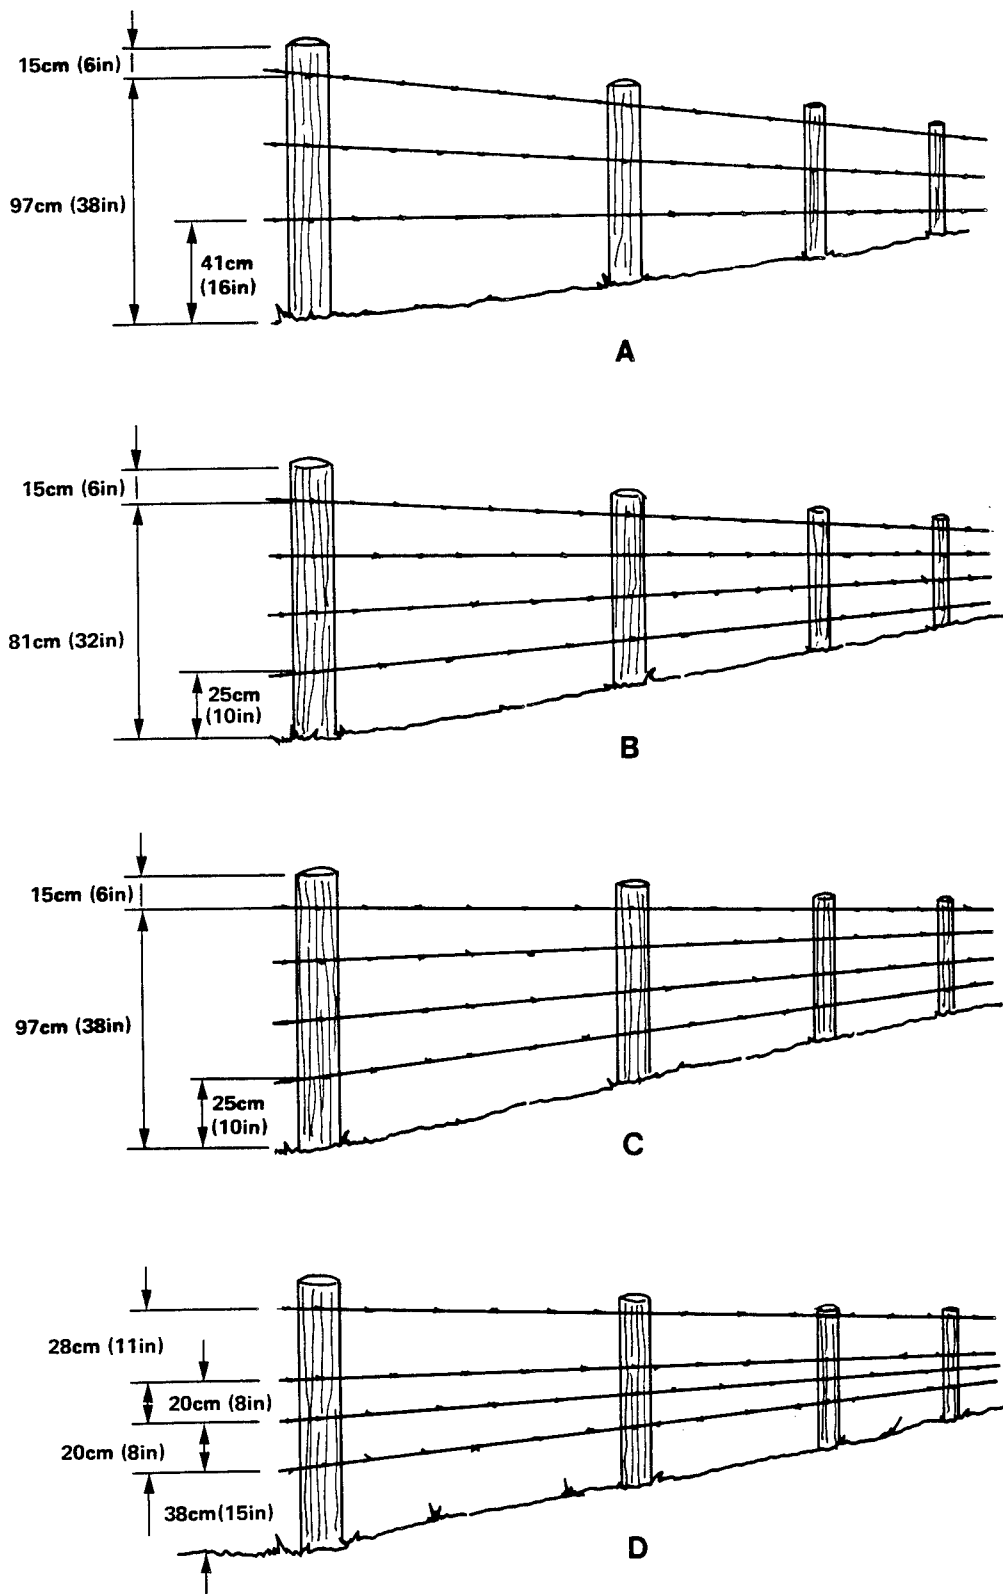 15cm (6in)
97cm (38in)
41cm
(16in)
A
15cm (6in)
81cm (32in)
25cm
(10in)
B
15cm (6in)
97cm (38in)
25cm
(10in)
C
28cm (11in)
20cm (8in)
20cm (8in)
38cm(15in)
D